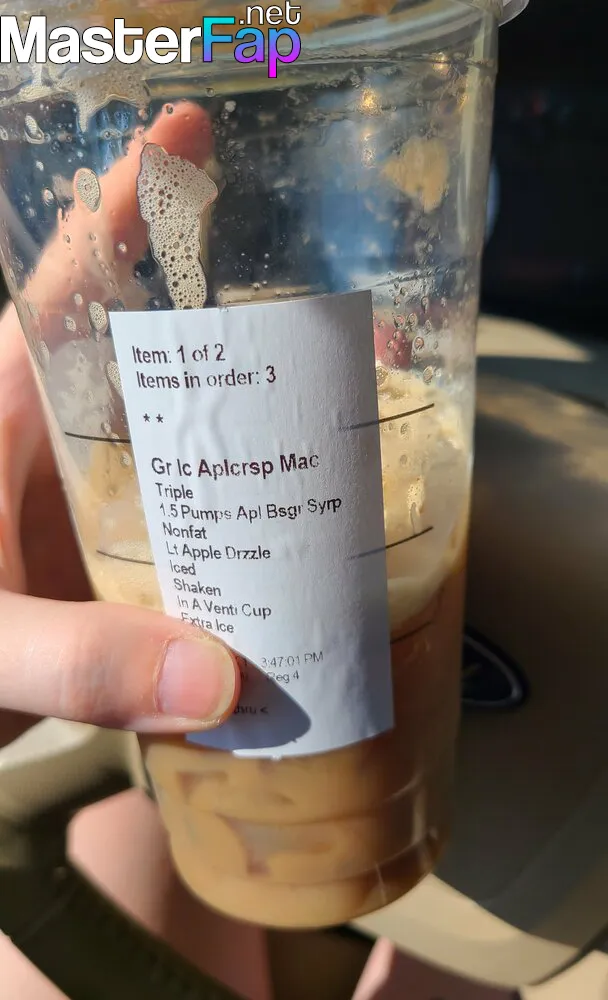 MasterFap.net
Item: 1 of 2
Items in order: 3
**
Gr Ic Aplcrsp Mac
Triple
1.5 Pumps Apl Bsgr Syrp
Nonfat
Lt Apple Drzzle
Iced
Shaken
In A Venti Cup
Extra Ice
3:47:01 PM
Reg 4